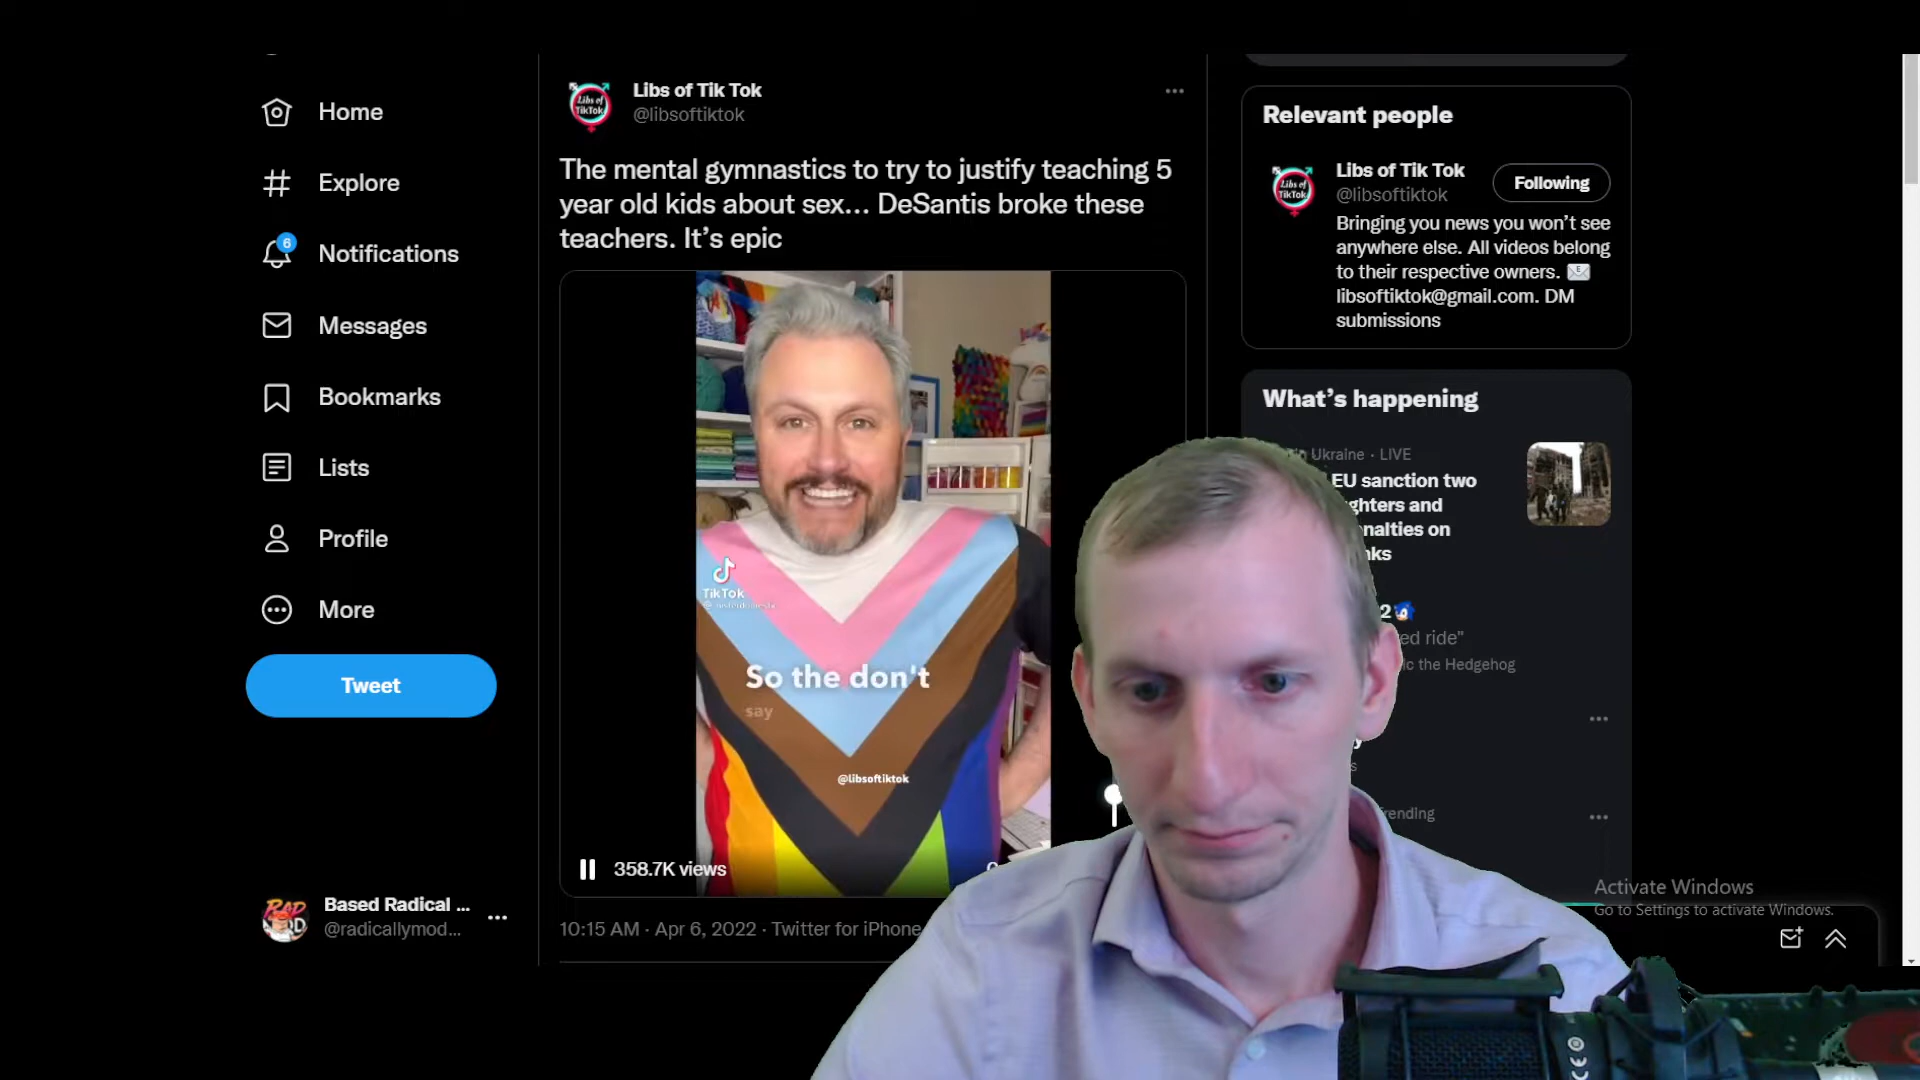 Home
Explore
6
Notifications
Messages
Bookmarks
Lists
Profile
More
Tweet
Based Radical ...
@radicallymod...
Libs of Tik Tok
@libsoftiktok
The mental gymnastics to try to justify teaching 5
year old kids about sex... DeSantis broke these
teachers. It's epic
TikTok
So the don't
say
@libsoftiktok
358.7K views
10:15 AM · Apr 6, 2022 · Twitter for iPhone
Relevant people
Libs of Tik Tok
@libsoftiktok
Following
Bringing you news you won't see
anywhere else. All videos belong
to their respective owners.
libsoftiktok@gmail.com. DM
submissions
What's happening
Ukraine · LIVE
EU sanction two
on
2
ride"
the Hedgehog
Activate Windows
Go to Settings to activate Windows.